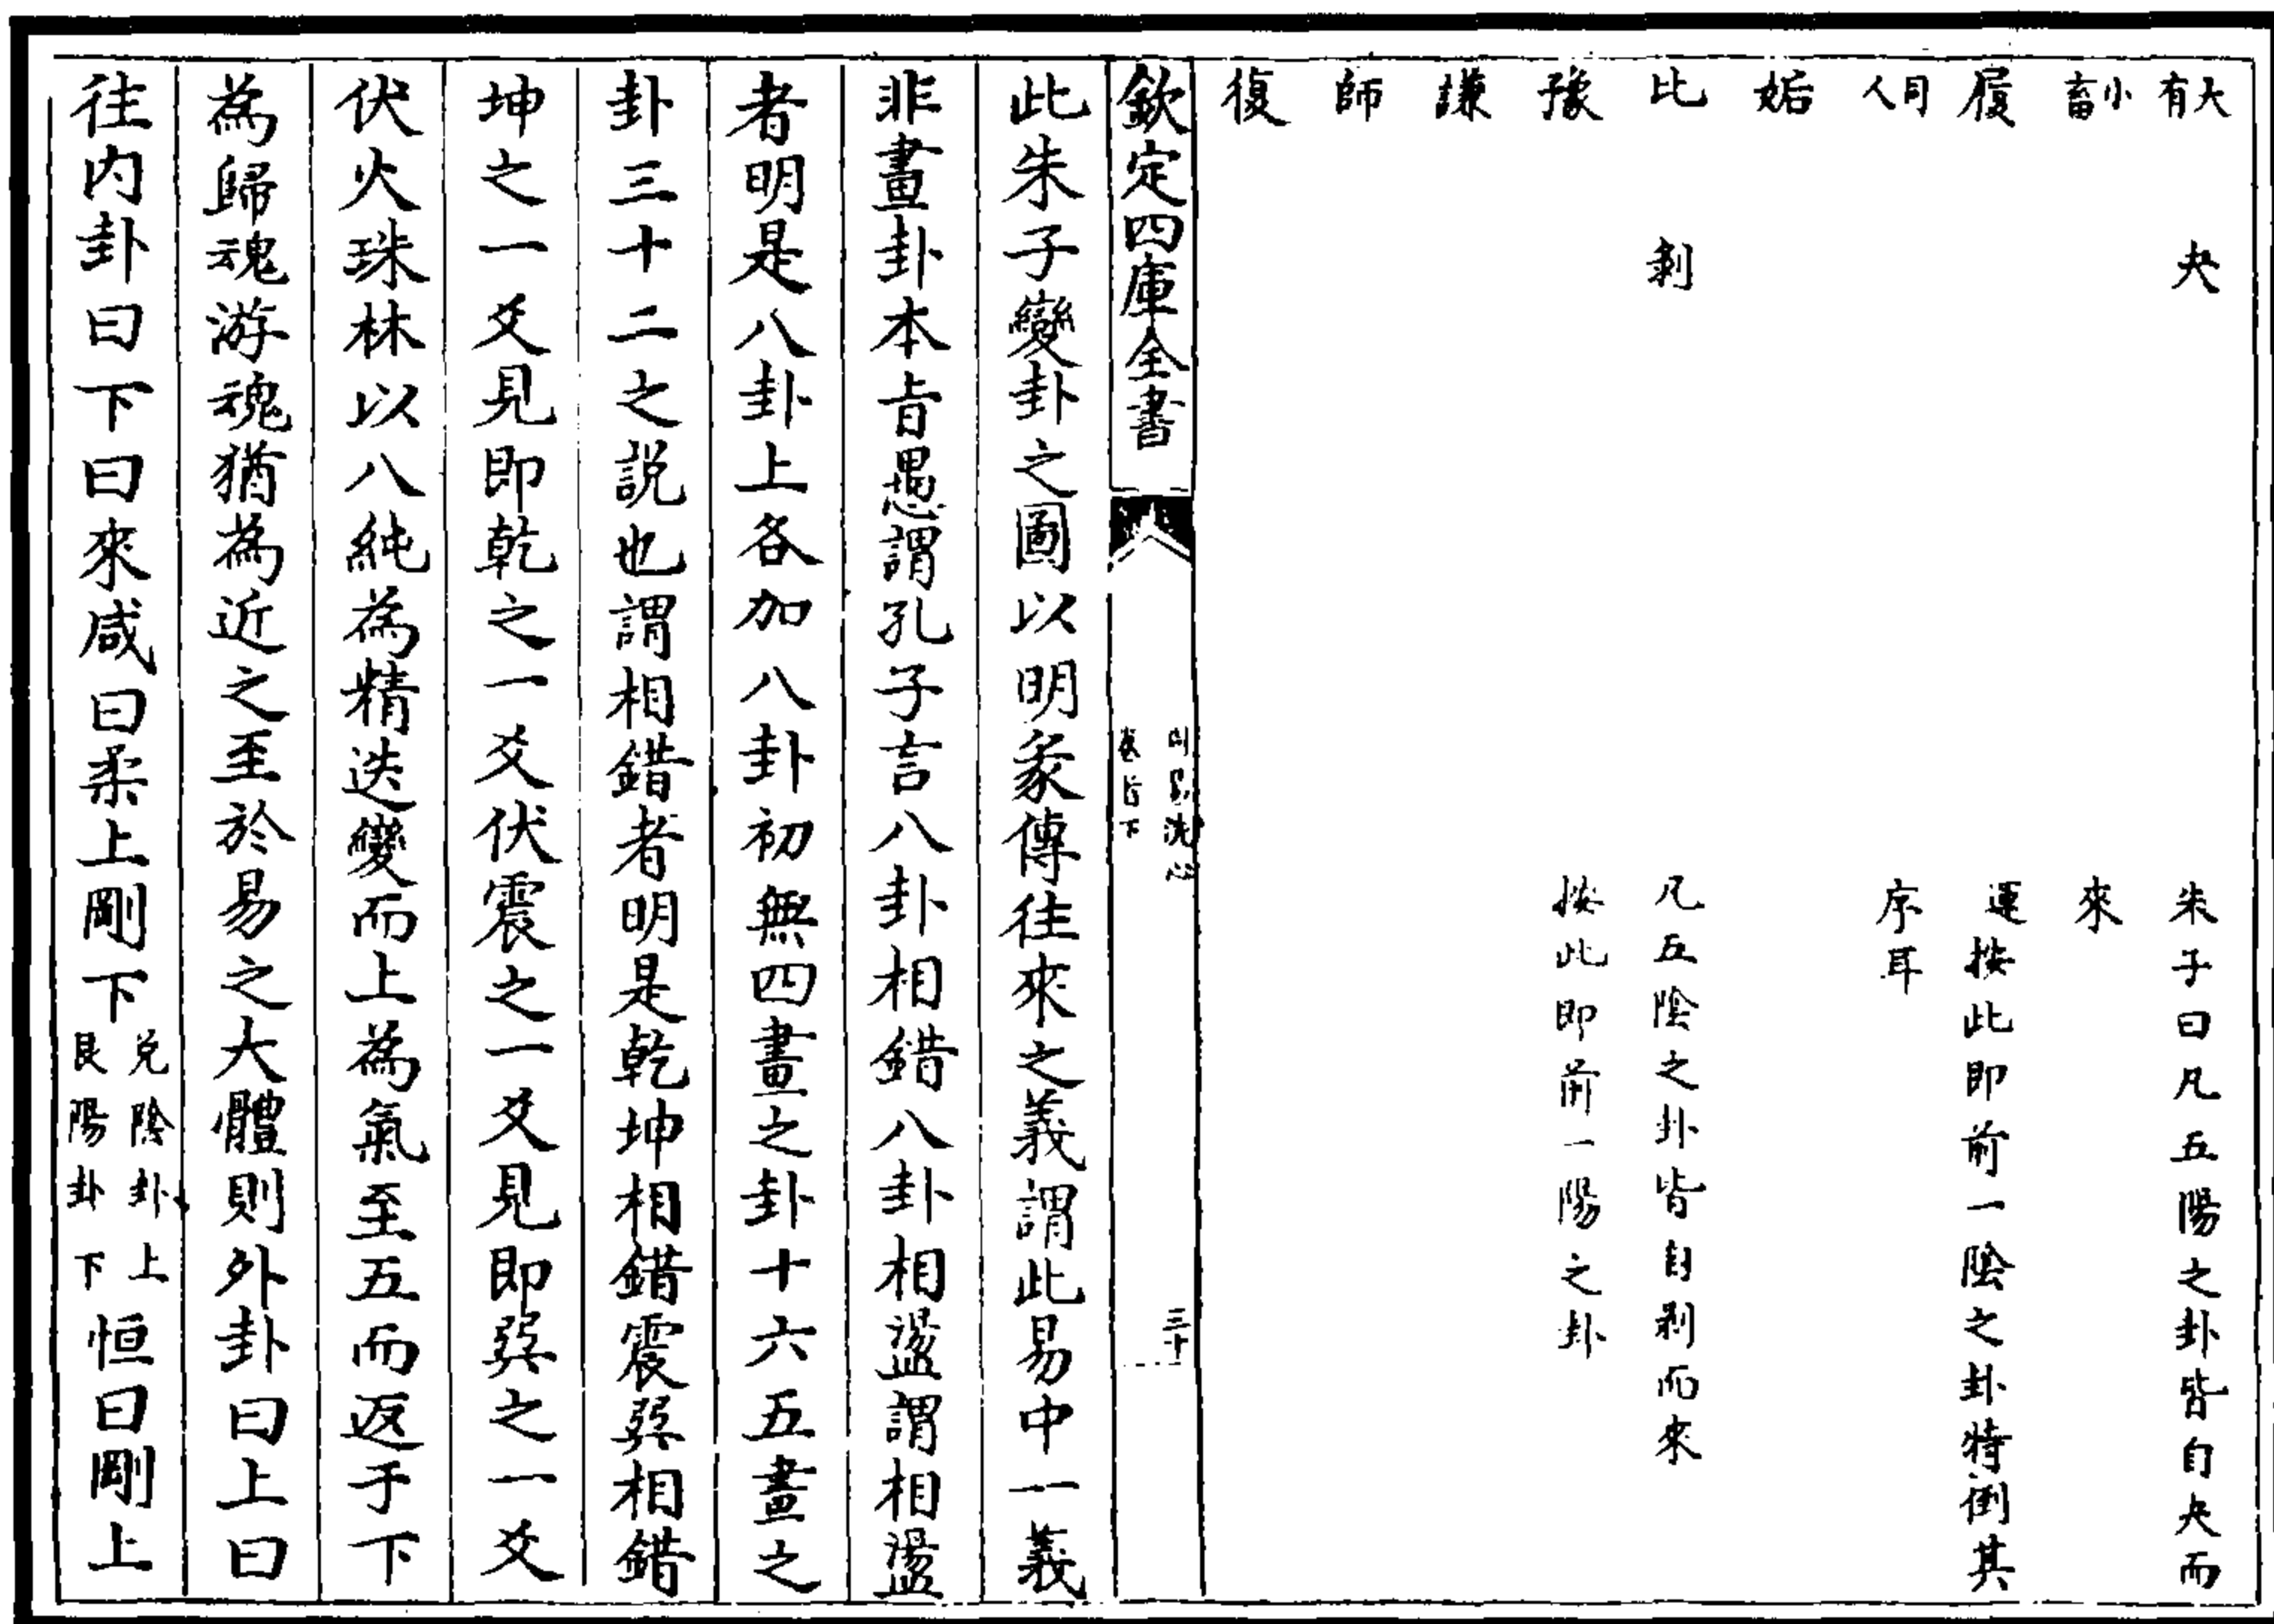 大有　夬　朱子曰凡五陽之卦皆自夬而
小畜　來
履　運按此即前一陰之卦特倒其
同人　序耳
姤
比　剝　凡五陰之卦皆自剝而來
豫　按此即前一陽之卦
謙
師
復
欽定四庫全書　周易洗心　卷首下　三十
此朱子變卦之圖以明彖傳往來之義謂此易中一義
非畫卦本旨愚謂孔子言八卦相錯八卦相盪謂相盪
者明是八卦上各加八卦初無四畫之卦十六五畫之
卦三十二之說也謂相錯者明是乾坤相錯震巽相錯
坤之一爻見即乾之一爻伏震之一爻見即巽之一爻
伏火珠林以八純為精迭變而上為氣至五而返于下
為歸魂游魂猶為近之至於易之大體則外卦曰上曰
往内卦曰下曰來咸曰柔上剛下兌陰卦上艮陽卦下恒曰剛上